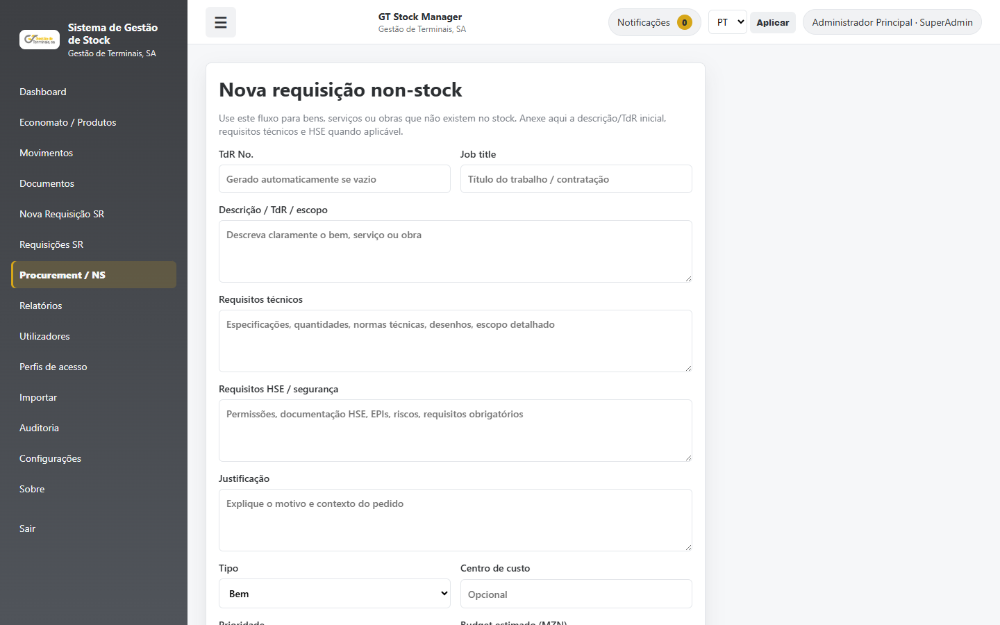 Sistema de Gestão
de Stock
Gestão de Terminais, SA
Dashboard
Economato / Produtos
Movimentos
Documentos
Nova Requisição SR
Requisições SR
Procurement / NS
Relatórios
Utilizadores
Perfis de acesso
Importar
Auditoria
Configurações
Sobre
Sair
☰
GT Stock Manager
Gestão de Terminais, SA
Notificações 0
PT
Aplicar
Administrador Principal · SuperAdmin
Nova requisição non-stock
Use este fluxo para bens, serviços ou obras que não existem no stock. Anexe aqui a descrição/TdR inicial,
requisitos técnicos e HSE quando aplicável.
TdR No.
Job title
Gerado automaticamente se vazio
Título do trabalho / contratação
Descrição / TdR / escopo
Descreva claramente o bem, serviço ou obra
Requisitos técnicos
Especificações, quantidades, normas técnicas, desenhos, escopo detalhado
Requisitos HSE / segurança
Permissões, documentação HSE, EPIs, riscos, requisitos obrigatórios
Justificação
Explique o motivo e contexto do pedido
Tipo
Centro de custo
Bem
Opcional
Prioridade
Budget estimado (MZN)